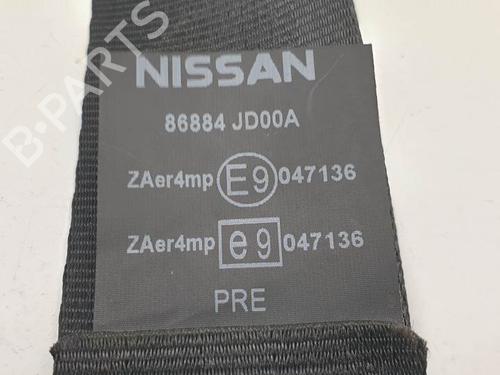 B-PARTS
NISSAN
86884 JD00A
ZAer4mp E9 047136
ZAer4mp e9 047136
PRE